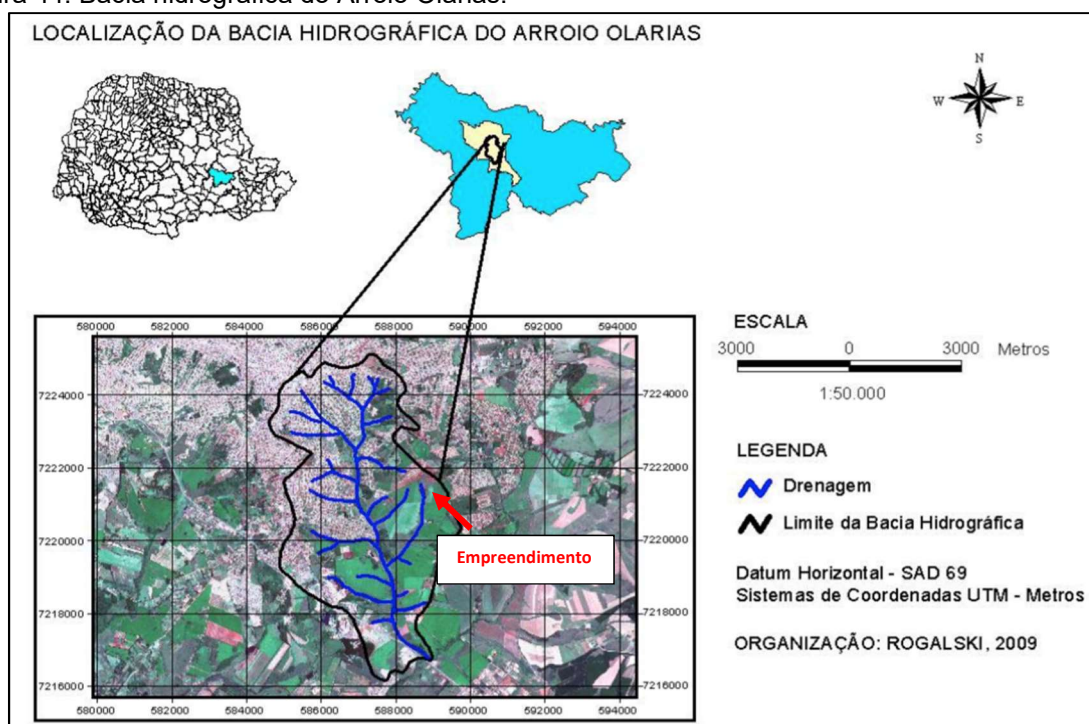 Bacia hidrográfica do Arroio Olarias.
LOCALIZAÇÃO DA BACIA HIDROGRÁFICA DO ARROIO OLARIAS
N
W E
S
580000 582000 584000 586000 588000 590000 592000 594000
7224000 7224000
7222000 7222000
7220000 7220000
7218000 7218000
7216000 7216000
580000 582000 584000 586000 588000 590000 592000 594000
Empreendimento
ESCALA
3000 0 3000 Metros
1:50.000
LEGENDA
Drenagem
Limite da Bacia Hidrográfica
Datum Horizontal - SAD 69
Sistemas de Coordenadas UTM - Metros
ORGANIZAÇÃO: ROGALSKI, 2009